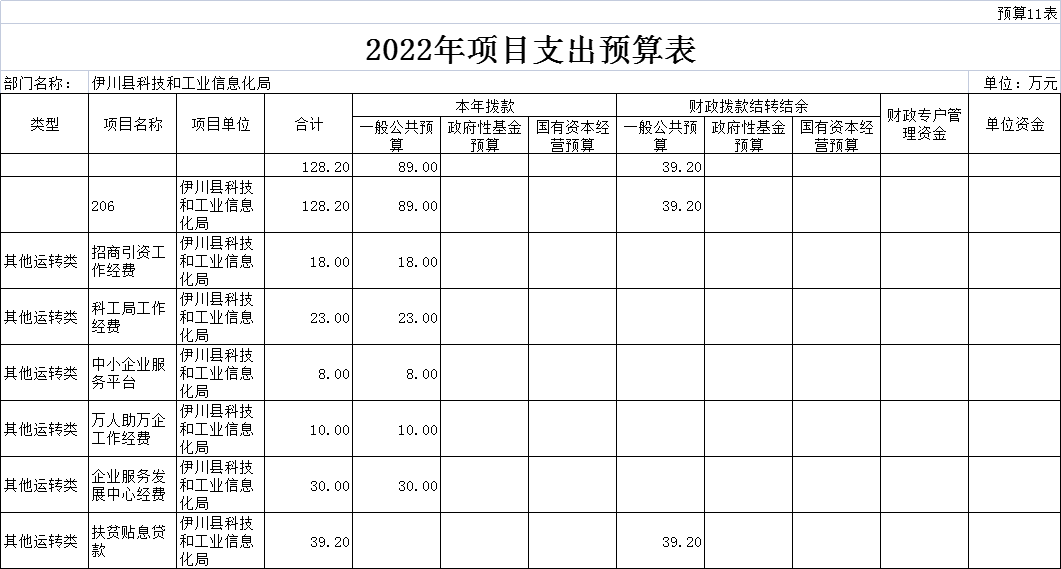 预算11表
2022年项目支出预算表
部门名称： 伊川县科技和工业信息化局 单位：万元
类型 项目名称 项目单位 合计 本年拨款 财政拨款结转结余 财政专户管理资金 单位资金
一般公共预算 政府性基金预算 国有资本经营预算 一般公共预算 政府性基金预算 国有资本经营预算
128.20 89.00 39.20
206 伊川县科技和工业信息化局 128.20 89.00 39.20
其他运转类 招商引资工作经费 伊川县科技和工业信息化局 18.00 18.00
其他运转类 科工局工作经费 伊川县科技和工业信息化局 23.00 23.00
其他运转类 中小企业服务平台 伊川县科技和工业信息化局 8.00 8.00
其他运转类 万人助万企工作经费 伊川县科技和工业信息化局 10.00 10.00
其他运转类 企业服务发展中心经费 伊川县科技和工业信息化局 30.00 30.00
其他运转类 扶贫贴息贷款 伊川县科技和工业信息化局 39.20 39.20